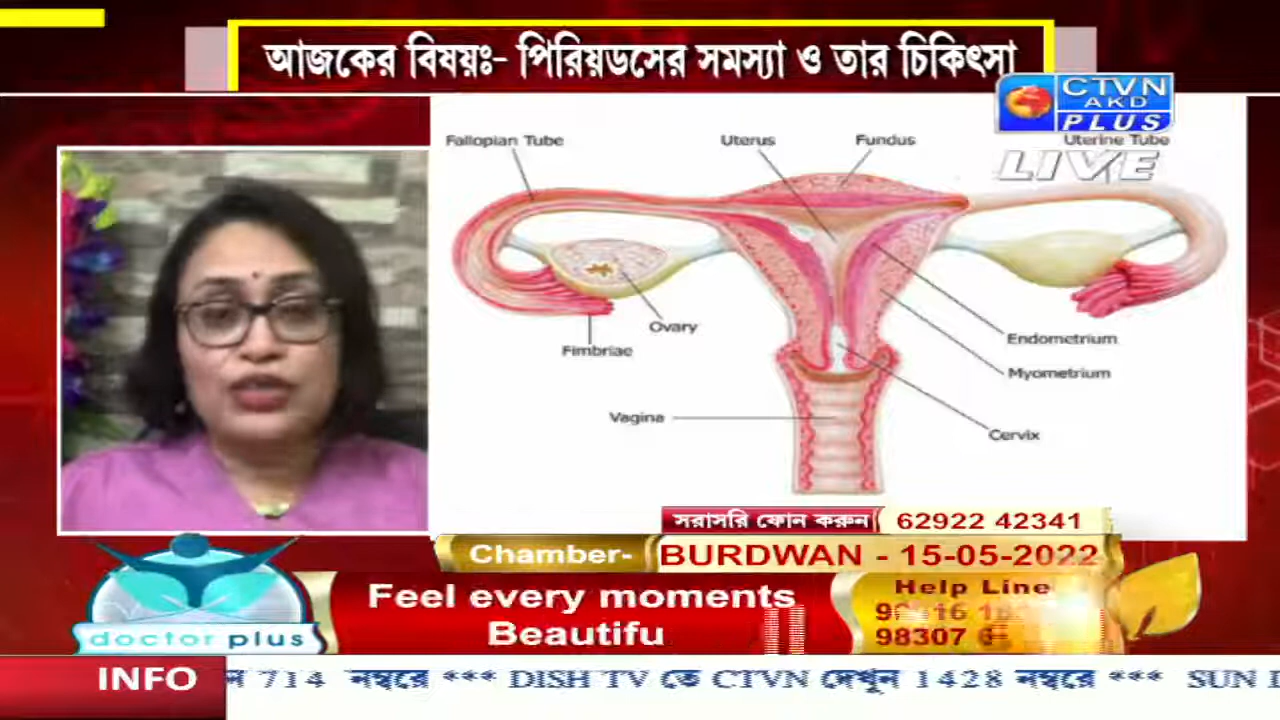 আজকের বিষয়ঃ- পিরিয়ডসের সমস্যা ও তার চিকিৎসা
CTVN
AKD
PLUS
LIVE
Fallopian Tube
Uterus
Fundus
Uterine Tube
Ovary
Fimbriae
Endometrium
Myometrium
Vagina
Cervix
সরাসরি ফোন করুন 62922 42341
Chamber- BURDWAN - 15-05-2022
Feel every moments
Beautifu
Help Line
98307
doctor plus
INFO
714 নম্বরে *** DISH TV তে CTVN দেখুন 1428 নম্বরে *** SUN